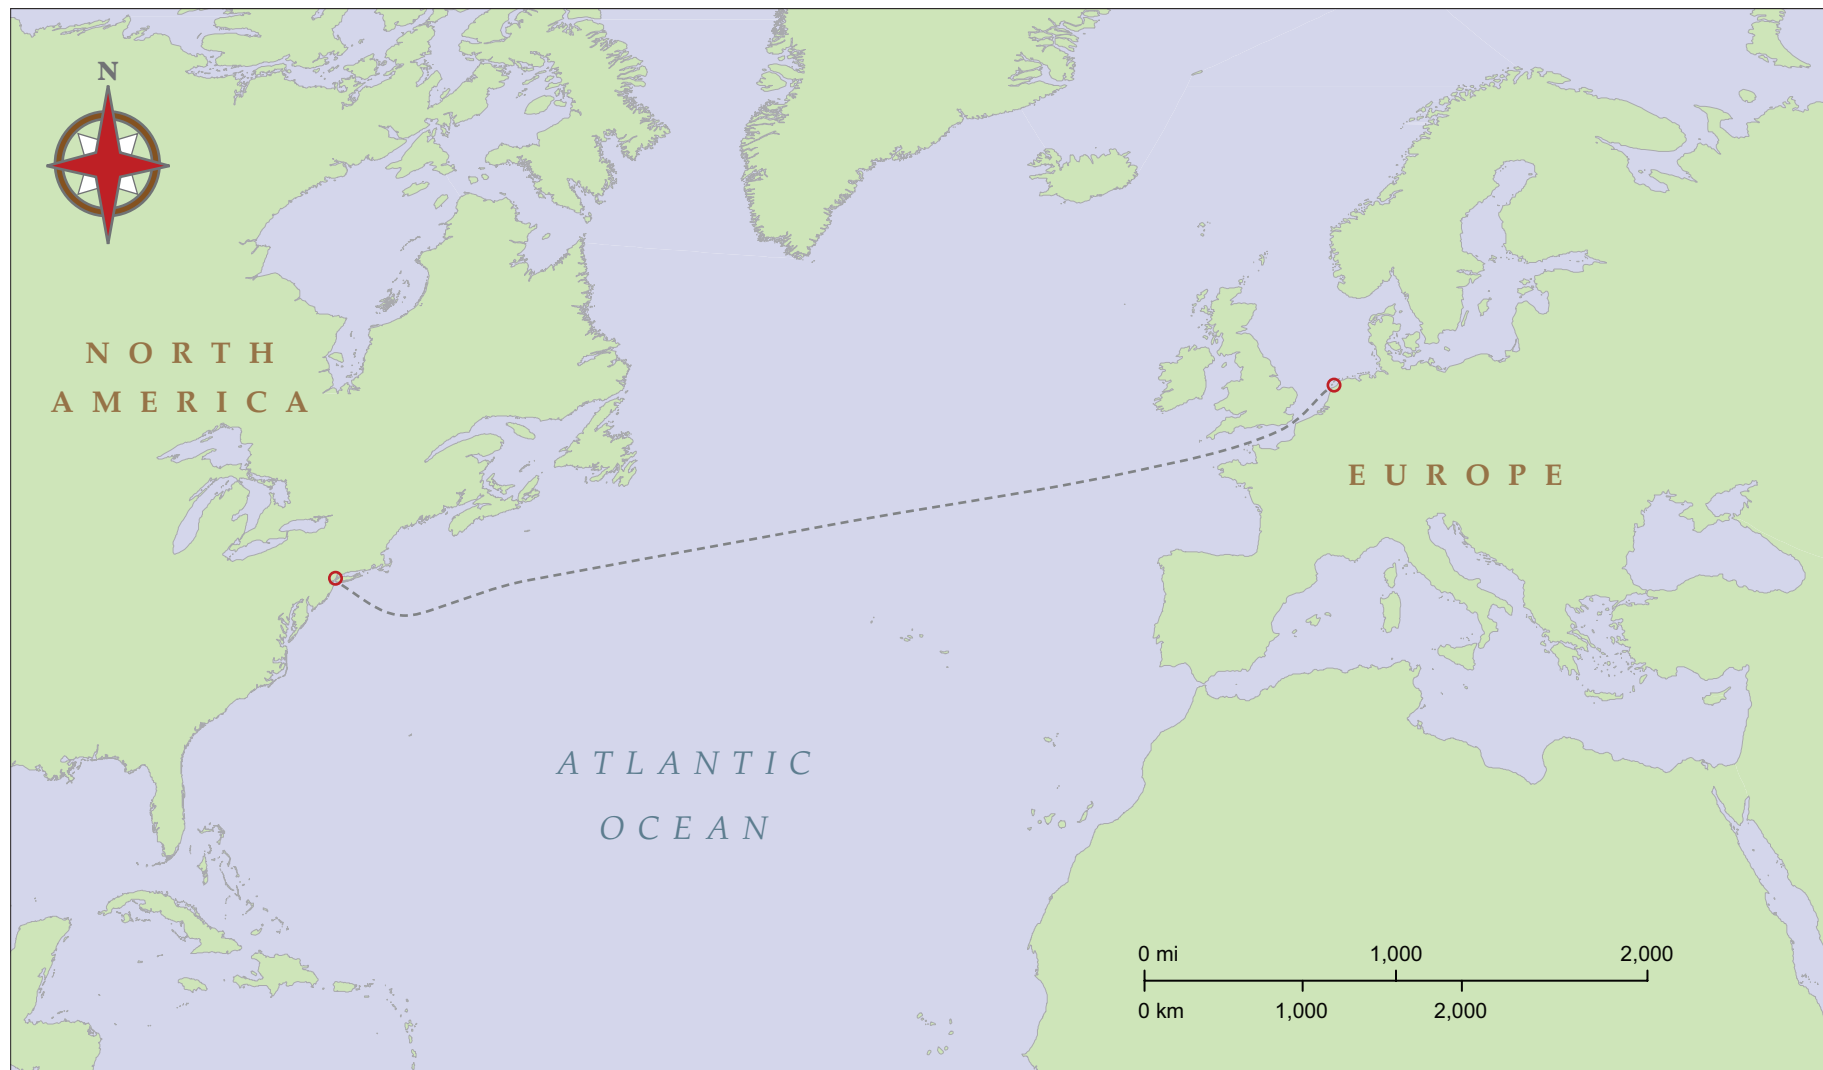 N
NORTH
AMERICA
EUROPE
ATLANTIC
OCEAN
0 mi 1,000 2,000
0 km 1,000 2,000